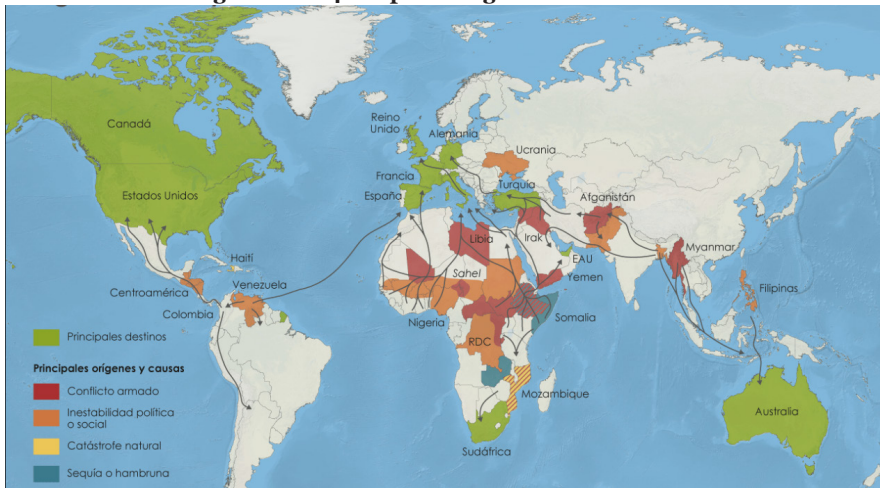 Canadá
Reino
Unido
Alemania
Ucrania
Francia
España
Turquía
Estados Unidos
Afganistán
Libia
Irak
EAU
Myanmar
Haití
Centroamérica
Venezuela
Sahel
Yemen
Filipinas
Colombia
Nigeria
Somalia
RDC
Mozambique
Australia
Sudáfrica
Principales destinos
Principales orígenes y causas
Conflicto armado
Inestabilidad política
o social
Catástrofe natural
Sequía o hambruna